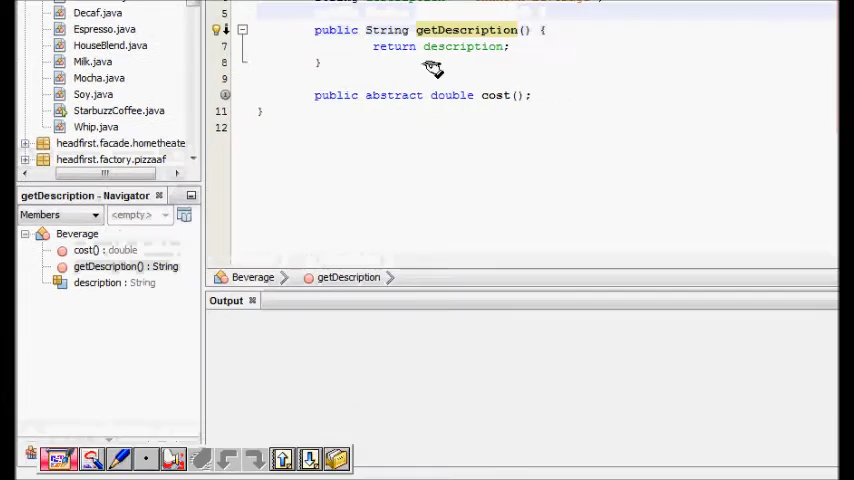 Decaf.java
Espresso.java
HouseBlend.java
Milk.java
Mocha.java
Soy.java
StarbuzzCoffee.java
Whip.java
headfirst.facade.hometheate
headfirst.factory.pizzaaf
getDescription - Navigator
Members
<empty>
Beverage
cost() : double
getDescription() : String
description : String
5
6 public String getDescription() {
7 return description;
8 }
9
public abstract double cost();
11 }
12
Beverage
getDescription
Output